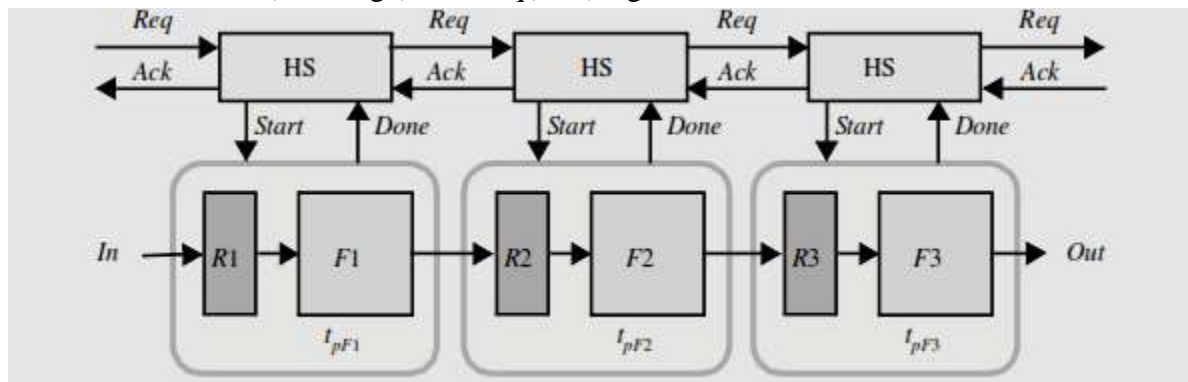 Req Req Req Req
HS HS HS
Ack Ack Ack Ack
Start Done Start Done Start Done
In R1 F1 R2 F2 R3 F3 Out
tpF1 tpF2 tpF3